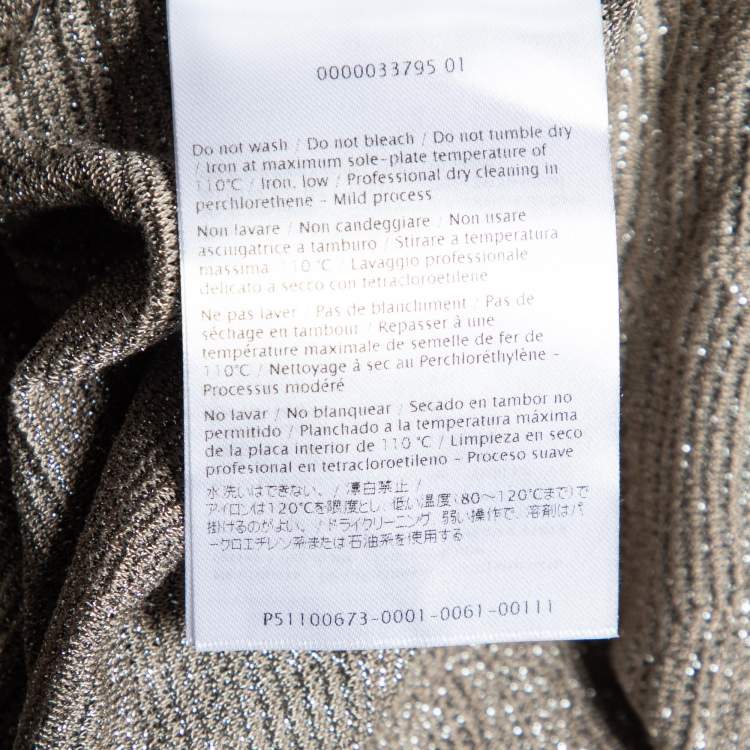 0000033795 01
Do not wash / Do not bleach / Do not tumble dry
/ Iron at maximum sole-plate temperature of
110°C / Iron, low / Professional dry cleaning in
perchlorethene - Mild process
Non lavare / Non candeggiare / Non usare
asciugatrice a tamburo / Stirare a temperatura
massima 110 °C / Lavaggio professionale
delicato a secco con tetracloroetilene
Ne pas laver / Pas de blanchiment / Pas de
séchage en tambour / Repasser à une
température maximale de semelle de fer de
110°C / Nettoyage à sec au Perchloréthylène -
Processus modéré
No lavar / No blanquear / Secado en tambor no
permitido / Planchado a la temperatura máxima
de la placa interior de 110 °C / Limpieza en seco
profesional en tetracloroetileno - Proceso suave
水洗いはできない、/ 漂白禁止 /
アイロンは120°Cを限度とし、低い温度(80～120°Cまで)で
掛けるのがよい、/ ドライクリーニング、弱い操作で、溶剤はパ
ークロエチレン系または石油系を使用する
P51100673-0001-0061-00111